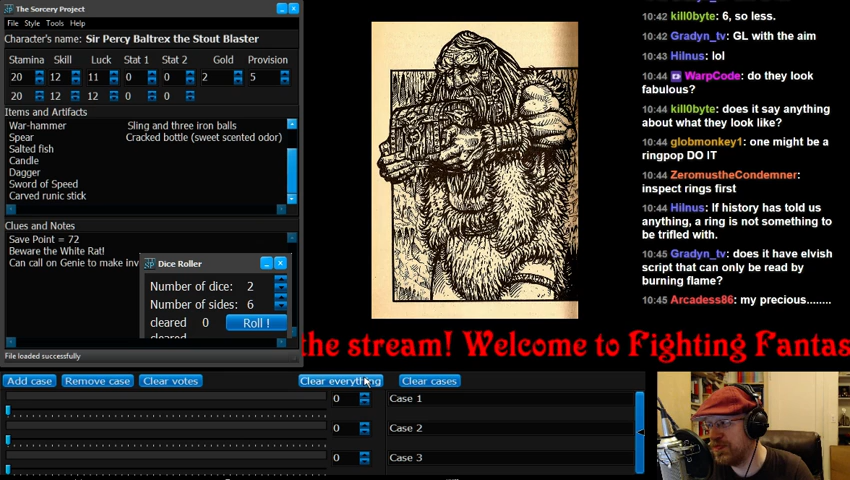 The Sorcery Project
File Style Tools Help
Character's name: Sir Percy Baltrex the Stout Blaster
Stamina Skill Luck Stat 1 Stat 2 Gold Provision
20 12 11 0 0 2 5
20 12 12 0 0
Items and Artifacts
War-hammer Sling and three iron balls
Spear Cracked bottle (sweet scented odor)
Salted fish
Candle
Dagger
Sword of Speed
Carved runic stick
Clues and Notes
Save Point = 72
Beware the White Rat!
Can call on Genie to make inv
Dice Roller
Number of dice: 2
Number of sides: 6
cleared 0 Roll !
cleared
File loaded successfully
the stream! Welcome to Fighting Fantas
Add case Remove case Clear votes Clear everything Clear cases
0 Case 1
0 Case 2
0 Case 3
10:42 kill0byte: 6, so less.
10:42 Gradyn_tv: GL with the aim
10:43 Hilnus: lol
10:44 WarpCode: do they look
fabulous?
10:44 kill0byte: does it say anything
about what they look like?
10:44 globmonkey1: one might be a
ringpop DO IT
10:44 ZeromustheCondemner:
inspect rings first
10:44 Hilnus: If history has told us
anything, a ring is not something to
be trifled with.
10:45 Gradyn_tv: does it have elvish
script that can only be read by
burning flame?
10:45 Arcadess86: my precious........